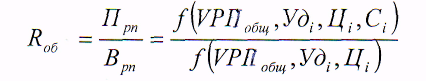 R_об = П_рп / В_рп = f(VРП_общ, Уд_i, Ц_i, С_i) / f(VРП_общ, Уд_i, Ц_i)